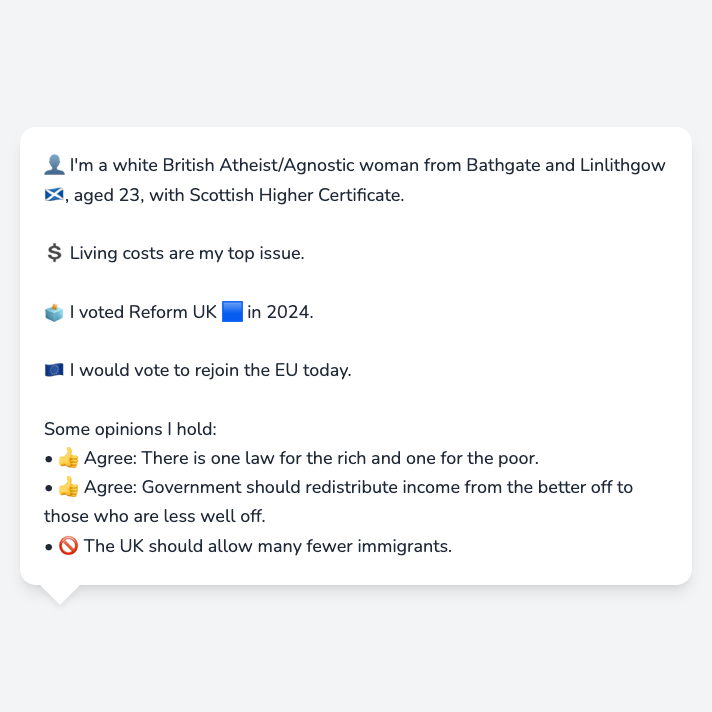 👤 I'm a white British Atheist/Agnostic woman from Bathgate and Linlithgow
🏴󠁧󠁢󠁳󠁣󠁴󠁿, aged 23, with Scottish Higher Certificate.
💲 Living costs are my top issue.
🗳️ I voted Reform UK 🟦 in 2024.
🇪🇺 I would vote to rejoin the EU today.
Some opinions I hold:
• 👍 Agree: There is one law for the rich and one for the poor.
• 👍 Agree: Government should redistribute income from the better off to
those who are less well off.
• 🚫 The UK should allow many fewer immigrants.